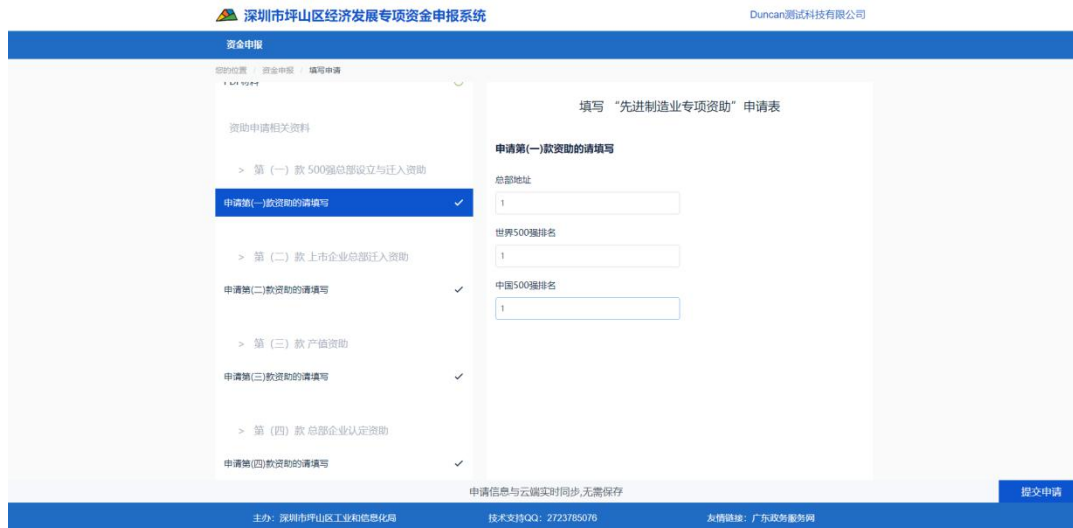 深圳市坪山区经济发展专项资金申报系统
Duncan测试科技有限公司
资金申报
您的位置 / 资金申报 / 填写申请
PDF材料
填写 “先进制造业专项资助” 申请表
资助申请相关资料
申请第(一)款资助的请填写
> 第 (一) 款 500强总部设立与迁入资助
总部地址
申请第(一)款资助的请填写
1
世界500强排名
> 第 (二) 款 上市企业总部迁入资助
1
申请第(二)款资助的请填写
中国500强排名
1
> 第 (三) 款 产值资助
申请第(三)款资助的请填写
> 第 (四) 款 总部企业认定资助
申请第(四)款资助的请填写
申请信息与云端实时同步,无需保存
提交申请
主办：深圳市坪山区工业和信息化局
技术支持QQ：2723785076
友情链接：广东政务服务网